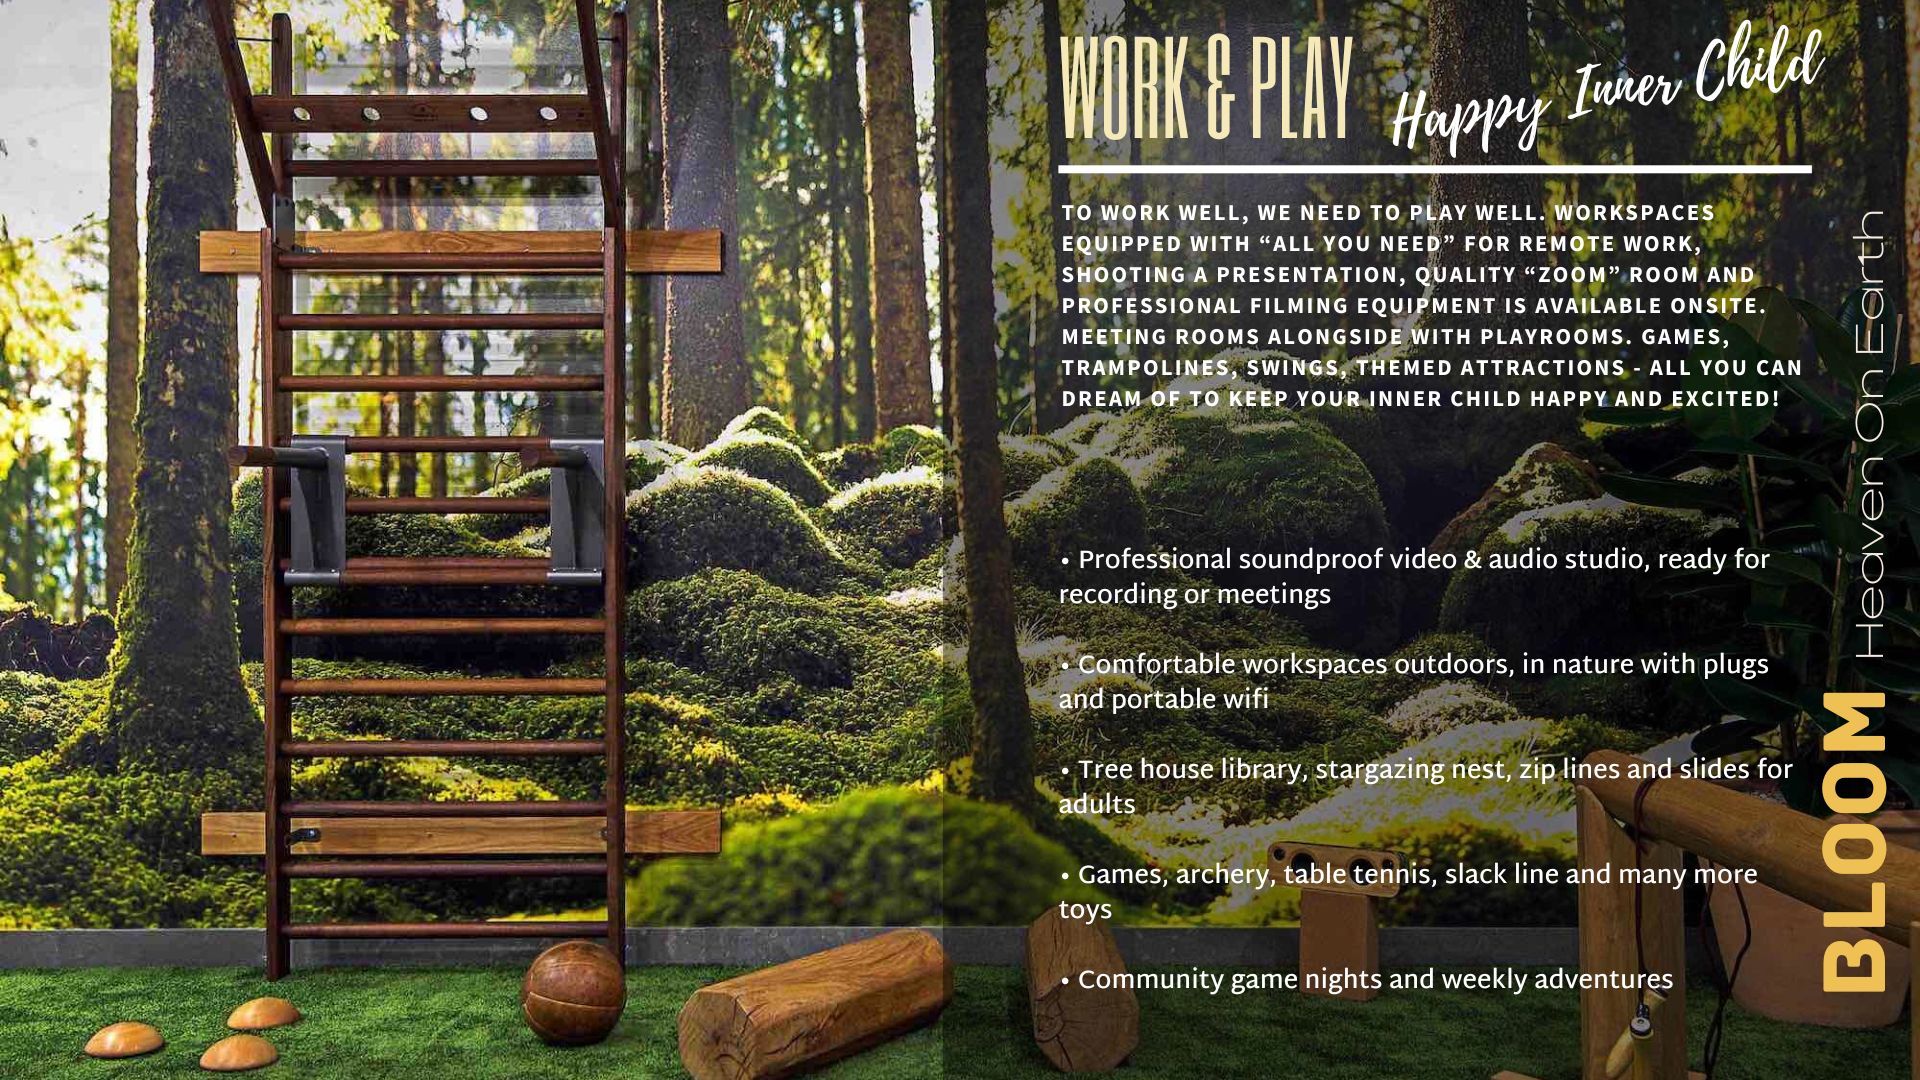 WORK & PLAY Happy Inner Child
TO WORK WELL, WE NEED TO PLAY WELL. WORKSPACES
EQUIPPED WITH “ALL YOU NEED” FOR REMOTE WORK,
SHOOTING A PRESENTATION, QUALITY “ZOOM” ROOM AND
PROFESSIONAL FILMING EQUIPMENT IS AVAILABLE ONSITE.
MEETING ROOMS ALONGSIDE WITH PLAYROOMS. GAMES,
TRAMPOLINES, SWINGS, THEMED ATTRACTIONS - ALL YOU CAN
DREAM OF TO KEEP YOUR INNER CHILD HAPPY AND EXCITED!
• Professional soundproof video & audio studio, ready for
recording or meetings
• Comfortable workspaces outdoors, in nature with plugs
and portable wifi
• Tree house library, stargazing nest, zip lines and slides for
adults
• Games, archery, table tennis, slack line and many more
toys
• Community game nights and weekly adventures
BLOOM Heaven On Earth